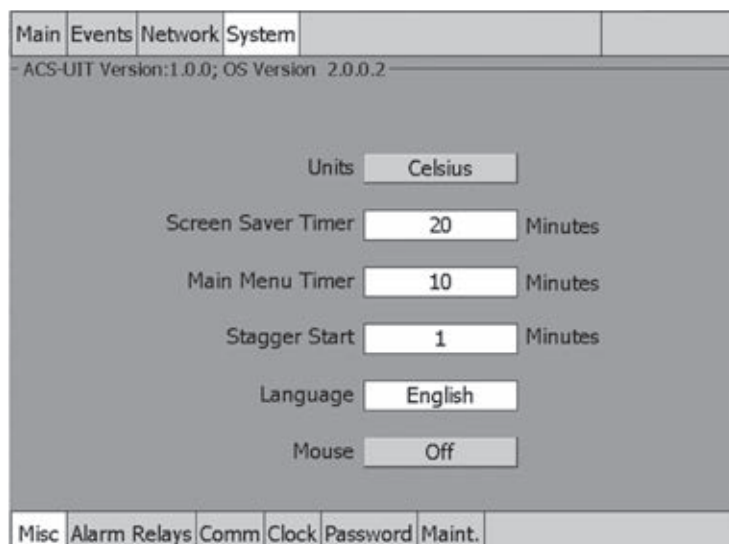 Main Events Network System
ACS-UIT Version:1.0.0; OS Version 2.0.0.2
Units Celsius
Screen Saver Timer 20 Minutes
Main Menu Timer 10 Minutes
Stagger Start 1 Minutes
Language English
Mouse Off
Misc Alarm Relays Comm Clock Password Maint.